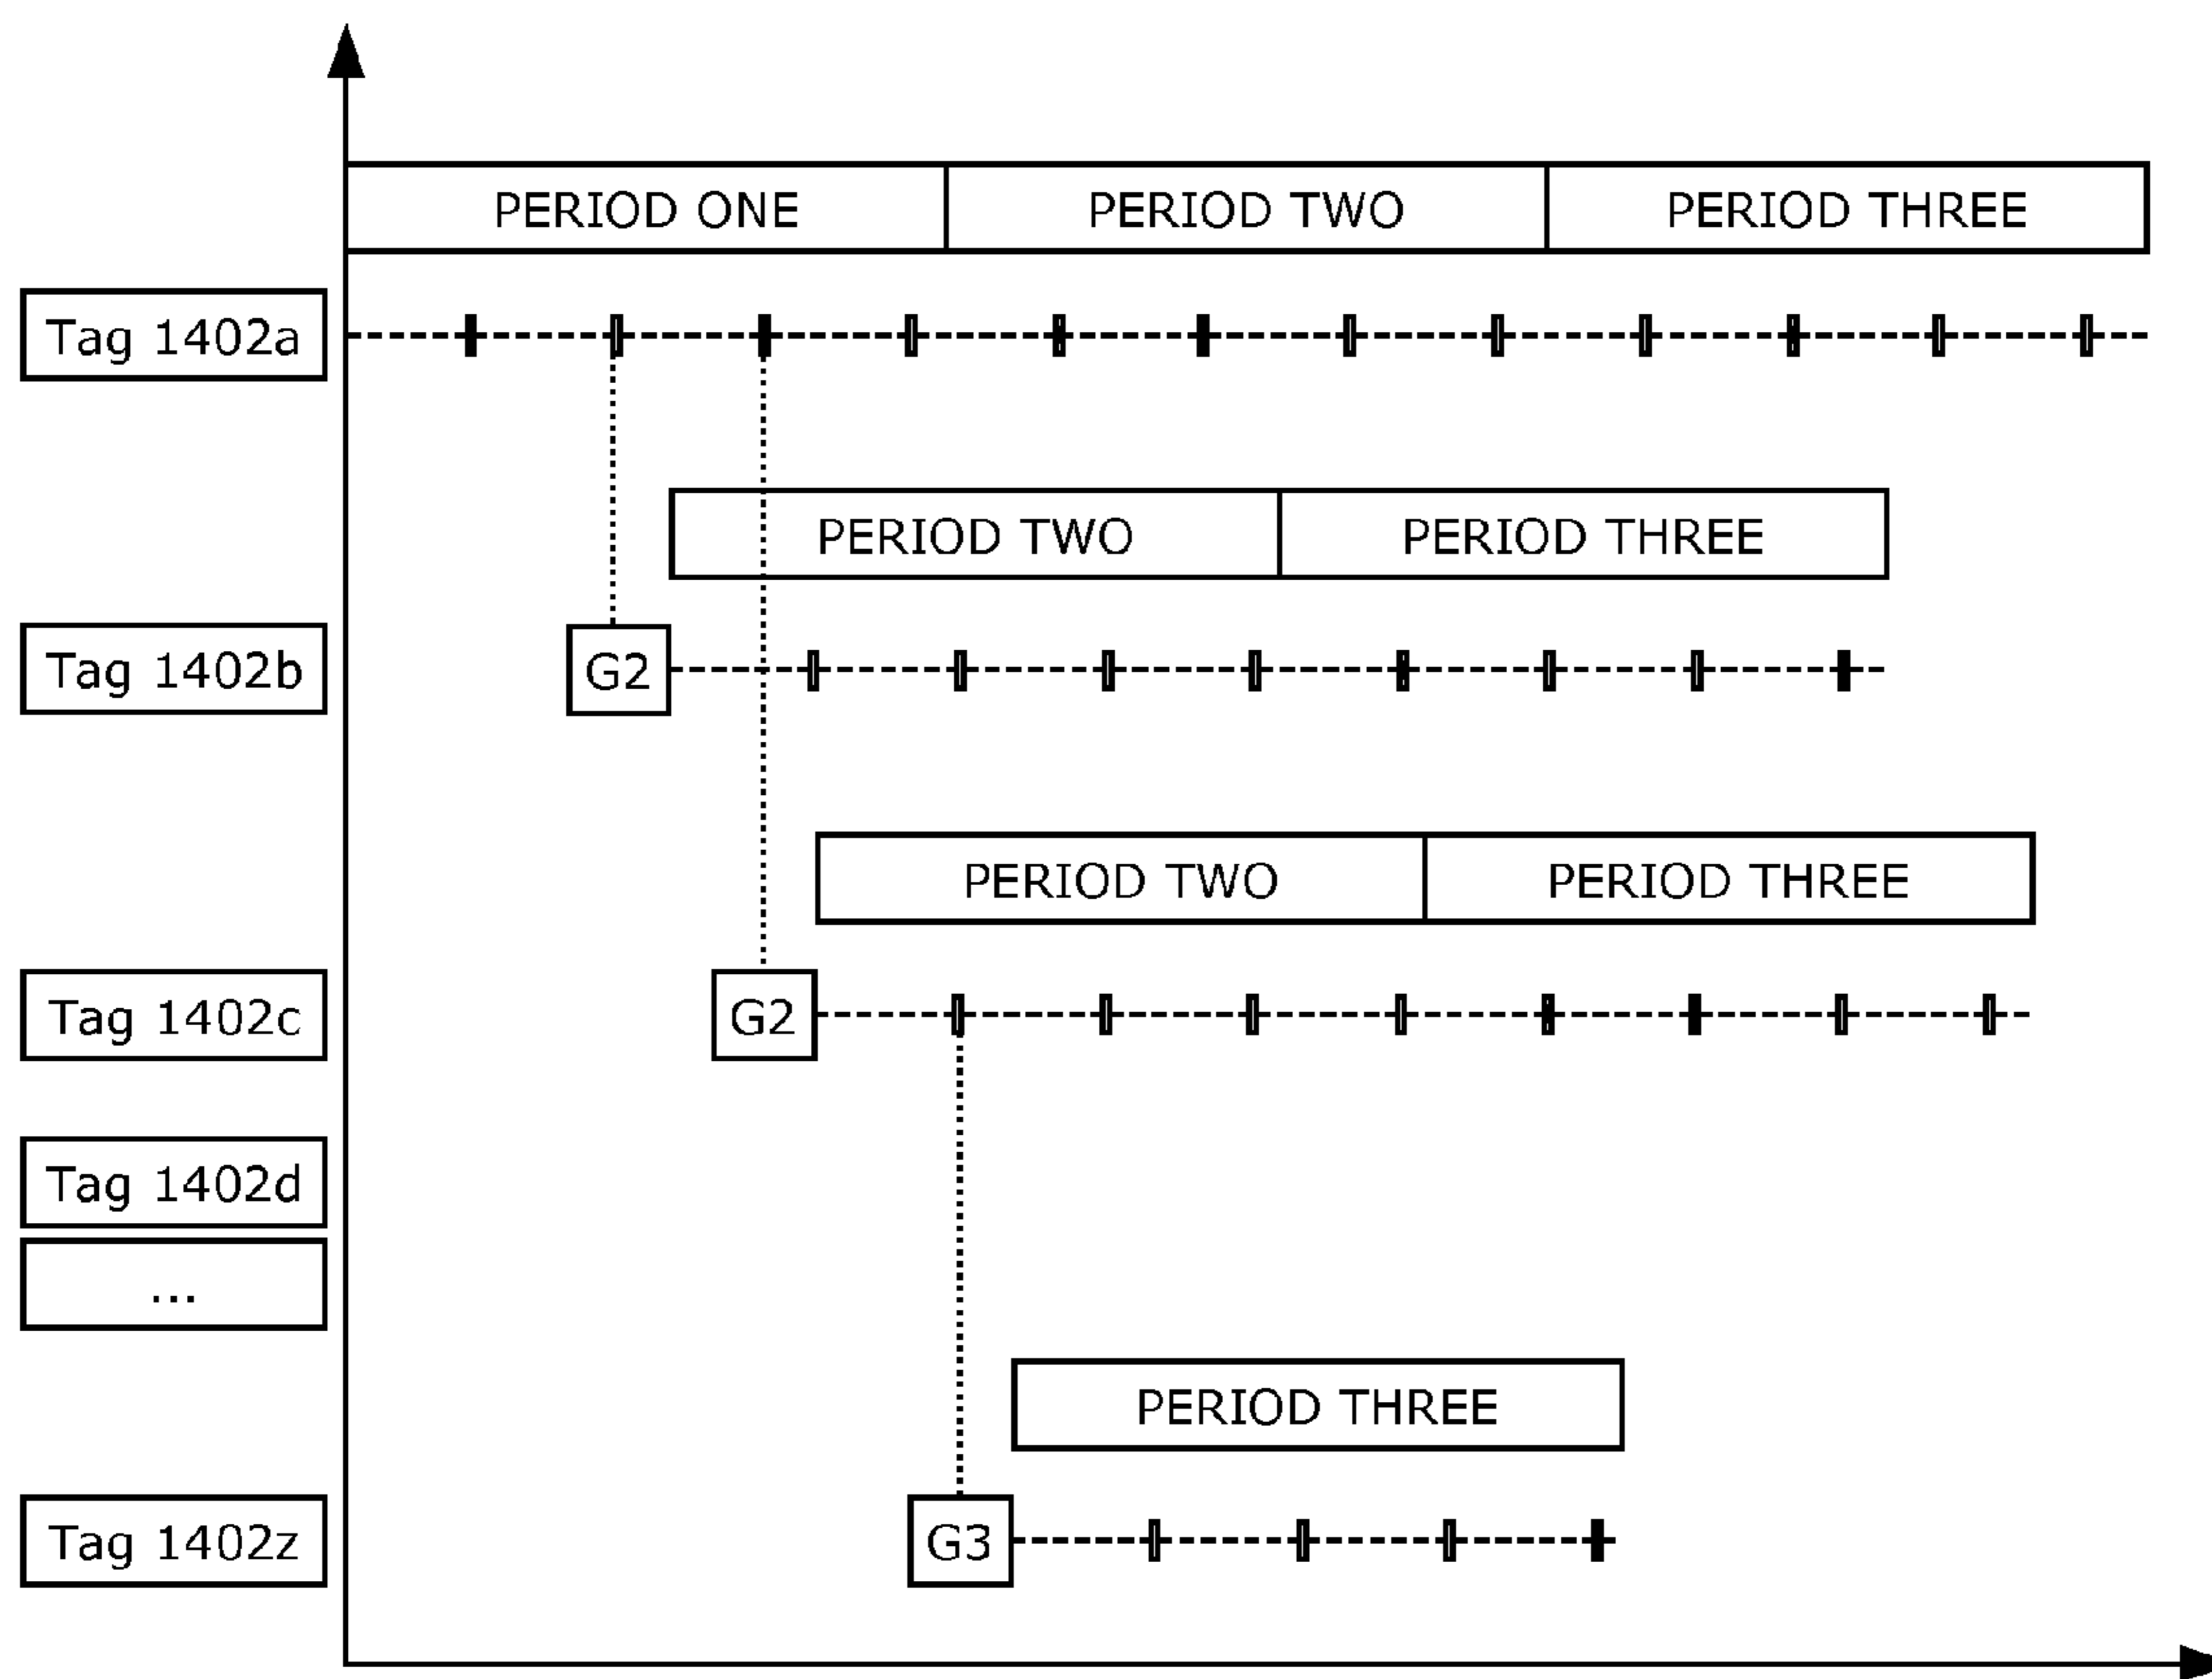 PERIOD ONE PERIOD TWO PERIOD THREE
Tag 1402a
PERIOD TWO PERIOD THREE
Tag 1402b G2
PERIOD TWO PERIOD THREE
Tag 1402c G2
Tag 1402d
...
PERIOD THREE
Tag 1402z G3